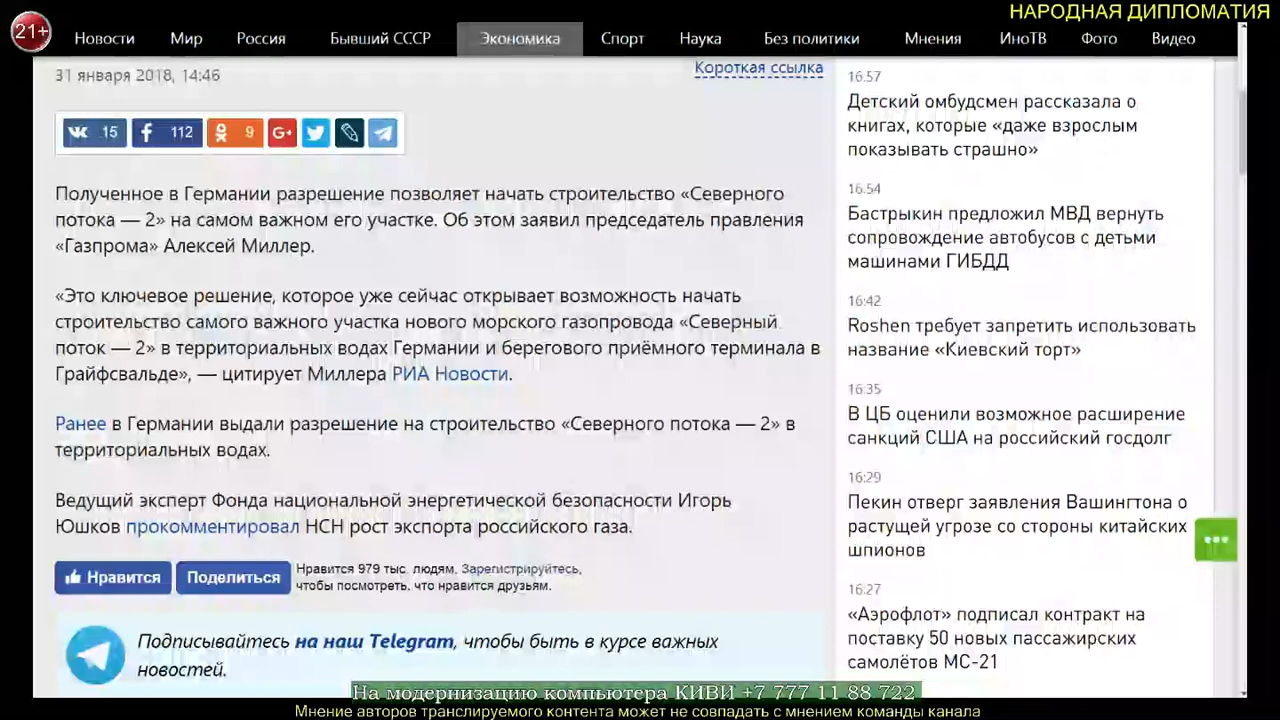 НАРОДНАЯ ДИПЛОМАТИЯ
21+
Новости Мир Россия Бывший СССР Экономика Спорт Наука Без политики Мнения ИноТВ Фото Видео
31 января 2018, 14:46
Короткая ссылка
15 112 9 G+
Полученное в Германии разрешение позволяет начать строительство «Северного
потока — 2» на самом важном его участке. Об этом заявил председатель правления
«Газпрома» Алексей Миллер.
«Это ключевое решение, которое уже сейчас открывает возможность начать
строительство самого важного участка нового морского газопровода «Северный
поток — 2» в территориальных водах Германии и берегового приёмного терминала в
Грайфсвальде», — цитирует Миллера РИА Новости.
Ранее в Германии выдали разрешение на строительство «Северного потока — 2» в
территориальных водах.
Ведущий эксперт Фонда национальной энергетической безопасности Игорь
Юшков прокомментировал НСН рост экспорта российского газа.
Нравится Поделиться
Нравится 979 тыс. людям. Зарегистрируйтесь,
чтобы посмотреть, что нравится друзьям.
Подписывайтесь на наш Telegram, чтобы быть в курсе важных
новостей.
16:57
Детский омбудсмен рассказала о
книгах, которые «даже взрослым
показывать страшно»
16:54
Бастрыкин предложил МВД вернуть
сопровождение автобусов с детьми
машинами ГИБДД
16:42
Roshen требует запретить использовать
название «Киевский торт»
16:35
В ЦБ оценили возможное расширение
санкций США на российский госдолг
16:29
Пекин отверг заявления Вашингтона о
растущей угрозе со стороны китайских
шпионов
16:27
«Аэрофлот» подписал контракт на
поставку 50 новых пассажирских
самолётов МС-21
На модернизацию компьютера КИВИ +7 777 11 88 722
Мнение авторов транслируемого контента может не совпадать с мнением команды канала